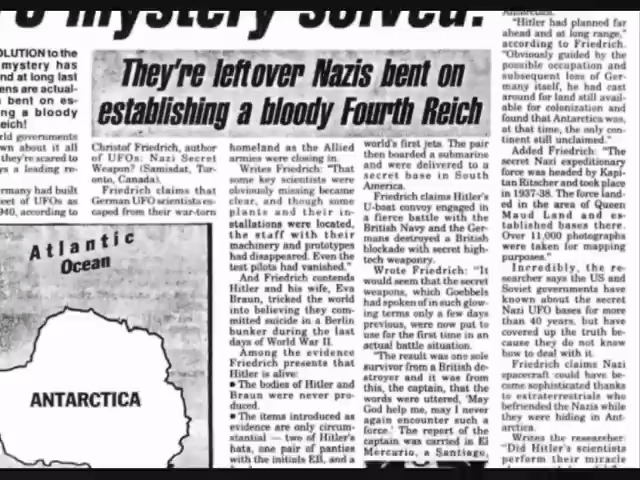 mystery solved:
OLUTION to the
mystery has
nd at long last
ens are actual-
bent on es-
ng a bloody
eich!
rld governments
wn about it all
they're scared to
ys a leading re-
rmany had built
eet of UFOs as
940, according to
They're leftover Nazis bent on
establishing a bloody Fourth Reich
Christof Friedrich, author
of UFOs: Nazi Secret
Weapon? (Samisdat, Tor-
onto, Canada).
Friedrich claims that
German UFO scientists es-
caped from their war-torn
homeland as the Allied
armies were closing in.
Writes Friedrich: "That
some key scientists were
obviously missing became
clear, and though some
plants and their in-
stallations were located,
the staff with their
machinery and prototypes
had disappeared. Even the
test pilots had vanished."
And Friedrich contends
Hitler and his wife, Eva
Braun, tricked the world
into believing they com-
mitted suicide in a Berlin
bunker during the last
days of World War II.
Among the evidence
Friedrich presents that
Hitler is alive:
● The bodies of Hitler and
Braun were never pro-
duced.
● The items introduced as
evidence are only circum-
stantial — two of Hitler's
hats, one pair of panties
with the initials EB, and a
world's first jets. The pair
then boarded a submarine
and were delivered to a
secret base in South
America.
Friedrich claims Hitler's
U-boat convoy engaged in
a fierce battle with the
British Navy and the Ger-
mans destroyed a British
blockade with secret high-
tech weaponry.
Wrote Friedrich: "It
would seem that the secret
weapons, which Goebbels
had spoken of in such glow-
ing terms only a few days
previous, were now put to
use for the first time in an
actual battle situation.
"The result was one sole
survivor from a British de-
stroyer and it was from
this, the captain, that the
words were uttered, 'May
God help me, may I never
again encounter such a
force.' The report of the
captain was carried in El
Mercurio, a Santiago,
Antarctica.
"Hitler had planned far
ahead and at long range,"
according to Friedrich.
"Obviously guided by the
possible occupation and
subsequent loss of Ger-
many itself, he had cast
around for land still avail-
able for colonization and
found that Antarctica was,
at that time, the only con-
tinent still unclaimed."
Added Friedrich: "The
secret Nazi expeditionary
force was headed by Kapi-
tan Ritscher and took place
in 1937-38. The force land-
ed in the area of Queen
Maud Land and es-
tablished bases there.
Over 11,000 photographs
were taken for mapping
purposes."
Incredibly, the re-
searcher says the US and
Soviet governments have
known about the secret
Nazi UFO bases for more
than 40 years, but have
covered up the truth be-
cause they do not know
how to deal with it.
Friedrich claims Nazi
spacecraft could have be-
come sophisticated thanks
to extraterrestrials who
befriended the Nazis while
they were hiding in Ant-
arctica.
Writes the researcher:
"Did Hitler's scientists
perform their miracle
Atlantic
Ocean
ANTARCTICA